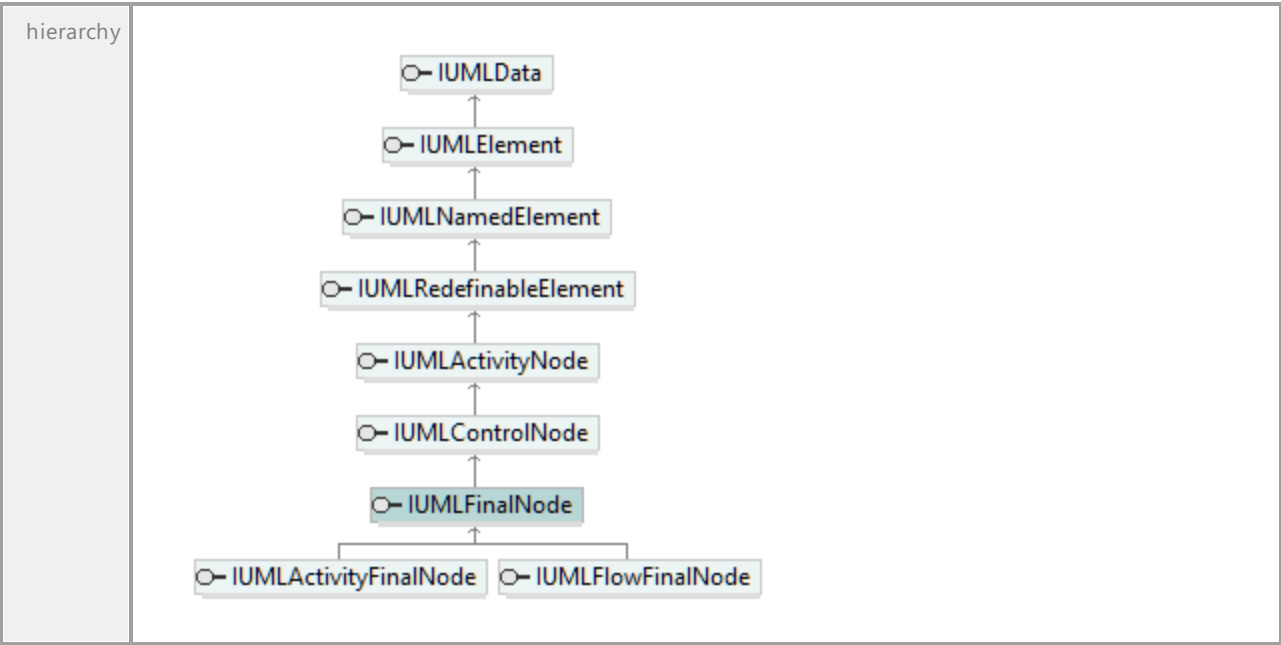 hierarchy
IUMLData
IUMLElement
IUMLNamedElement
IUMLRedefinableElement
IUMLActivityNode
IUMLControlNode
IUMLFinalNode
IUMLActivityFinalNode IUMLFlowFinalNode